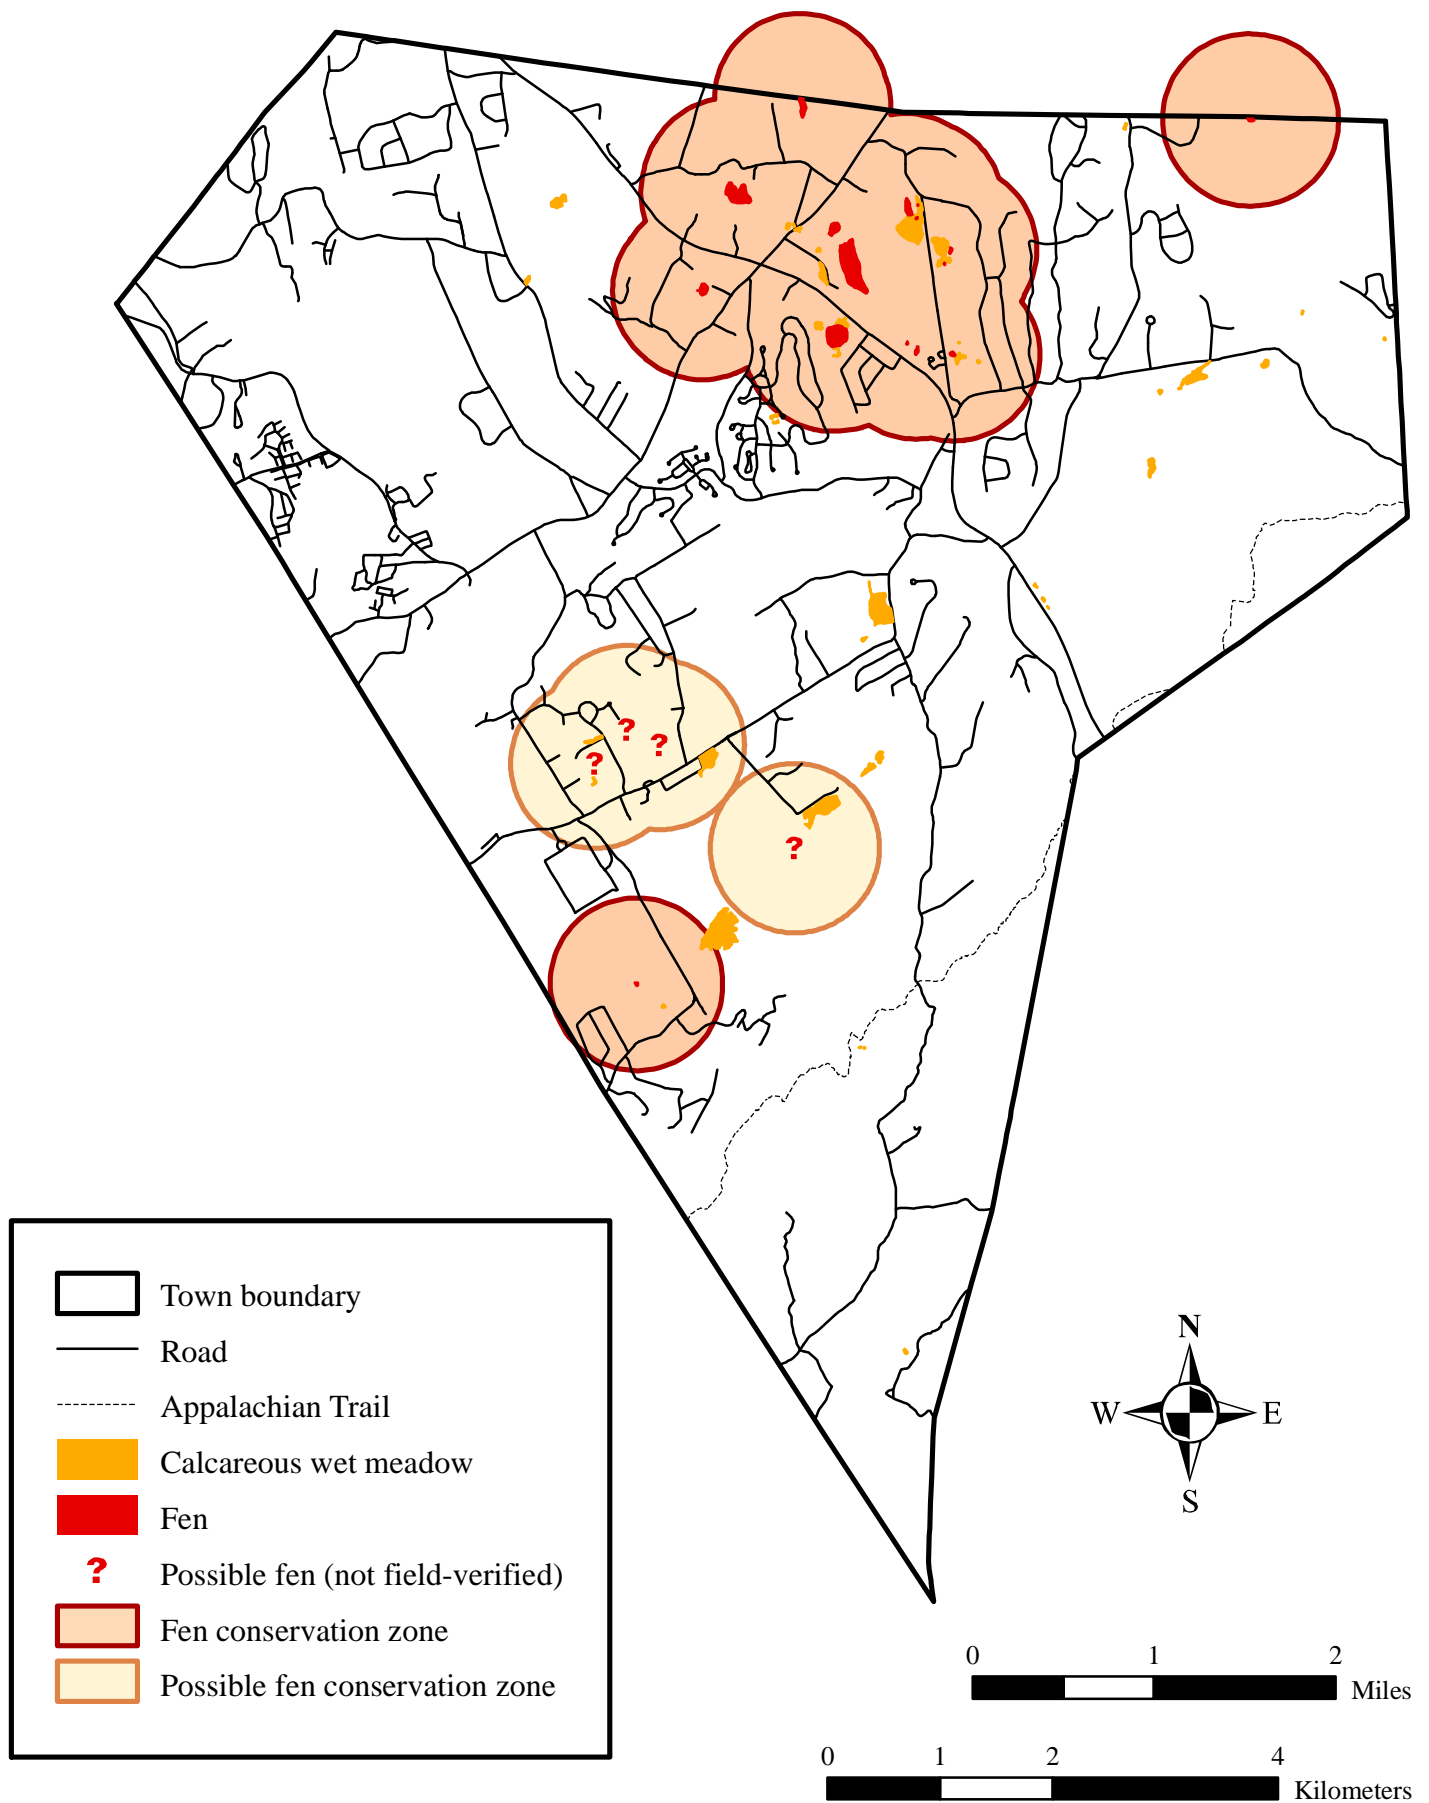 ?
?
?
?
Town boundary
Road
Appalachian Trail
Calcareous wet meadow
Fen
? Possible fen (not field-verified)
Fen conservation zone
Possible fen conservation zone
N
W E
S
0 1 2
Miles
0 1 2 4
Kilometers